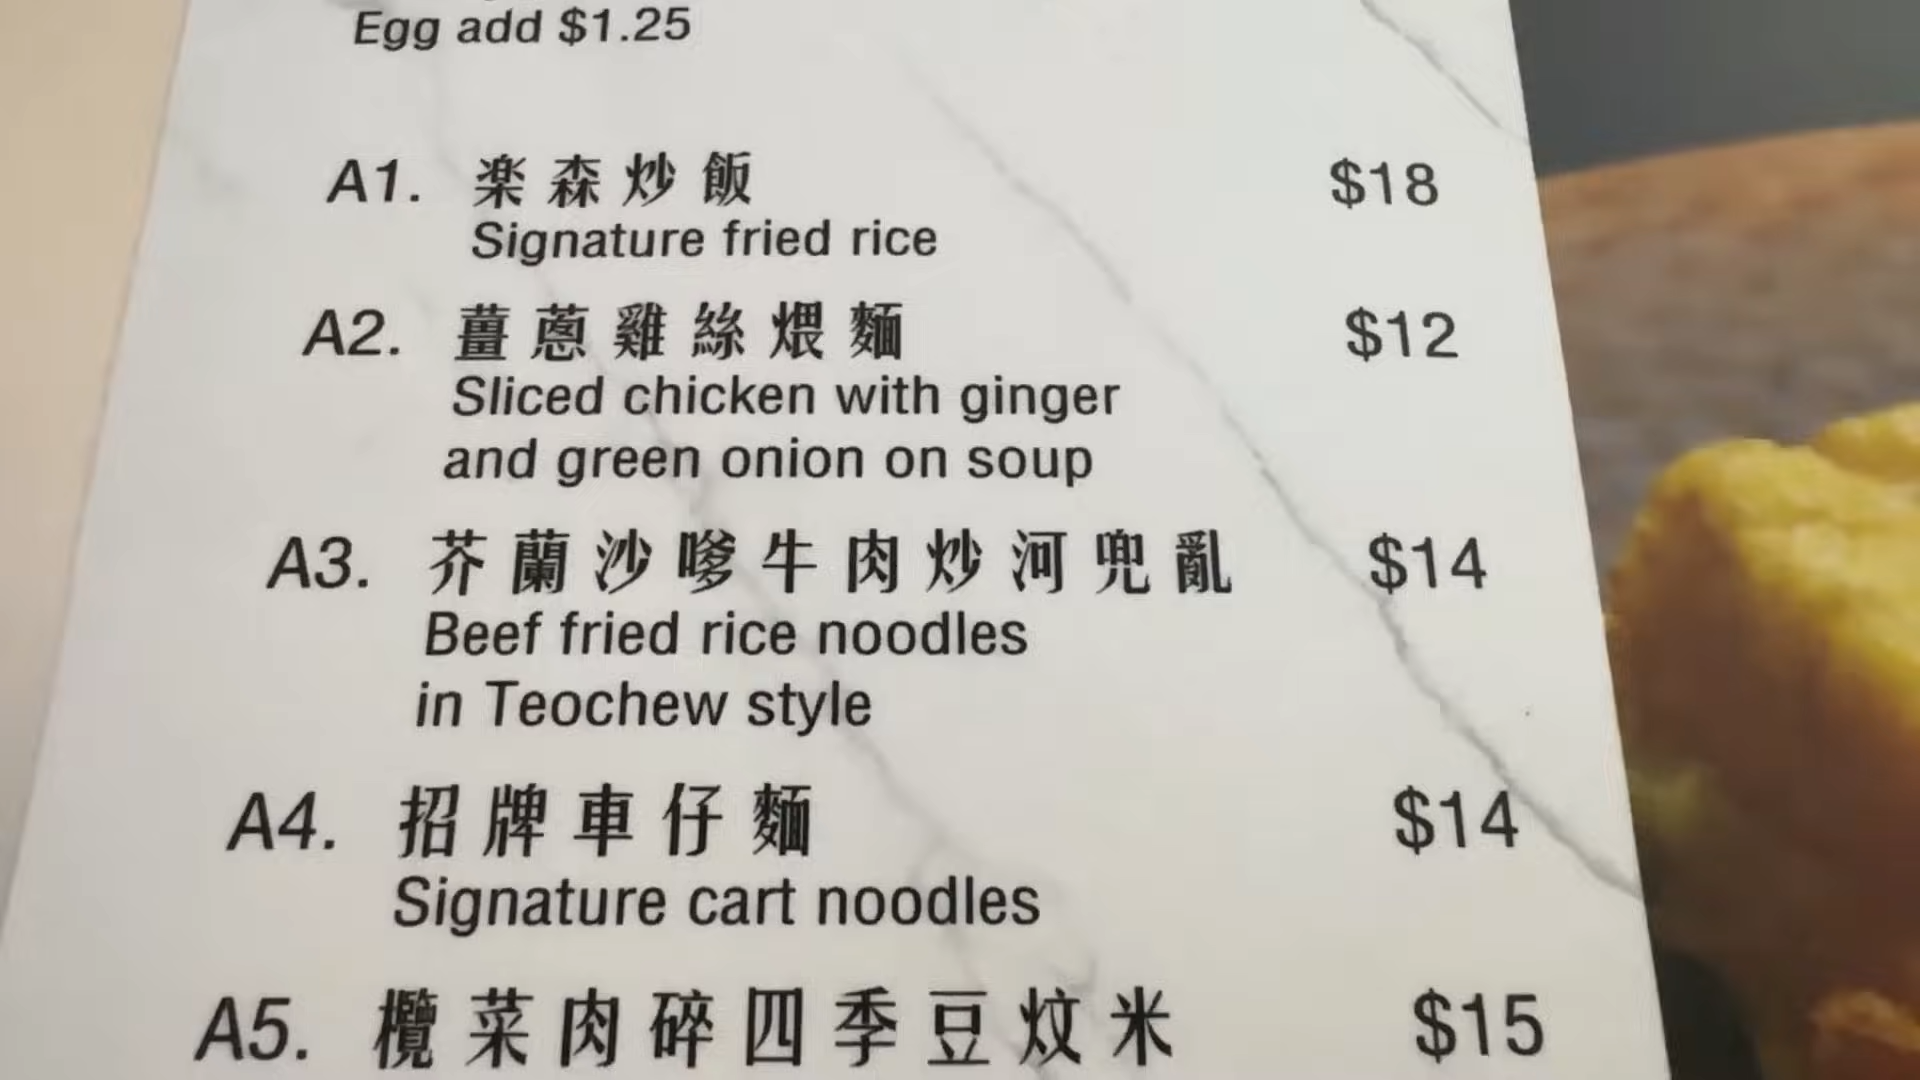 Egg add $1.25
A1. 楽森炒飯 $18
Signature fried rice
A2. 薑蔥雞絲煨麵 $12
Sliced chicken with ginger
and green onion on soup
A3. 芥蘭沙嗲牛肉炒河兜亂 $14
Beef fried rice noodles
in Teochew style
A4. 招牌車仔麵 $14
Signature cart noodles
A5. 欖菜肉碎四季豆炆米 $15